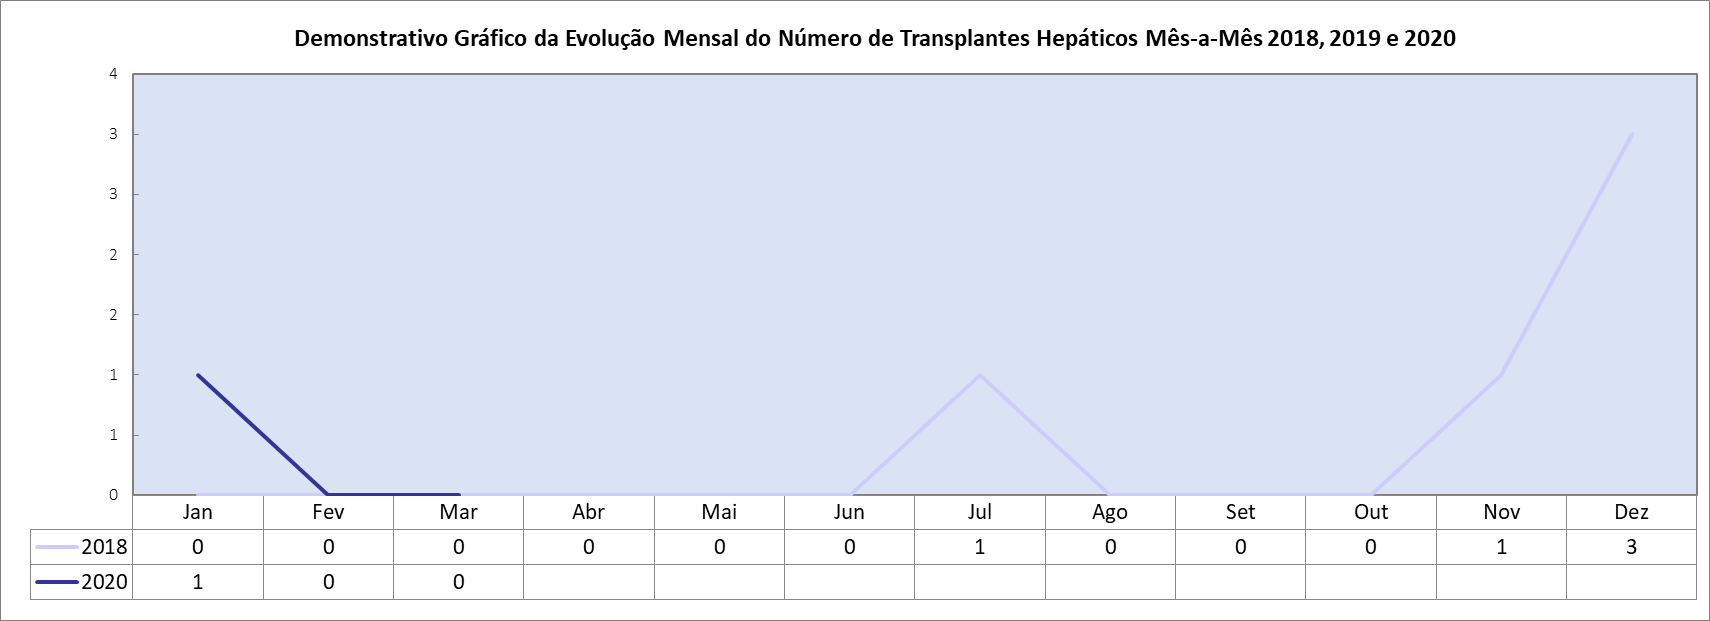 Demonstrativo Gráfico da Evolução Mensal do Número de Transplantes Hepáticos Mês-a-Mês 2018, 2019 e 2020
4
3
3
2
2
1
1
0
Jan Fev Mar Abr Mai Jun Jul Ago Set Out Nov Dez
2018 0 0 0 0 0 0 1 0 0 0 1 3
2020 1 0 0